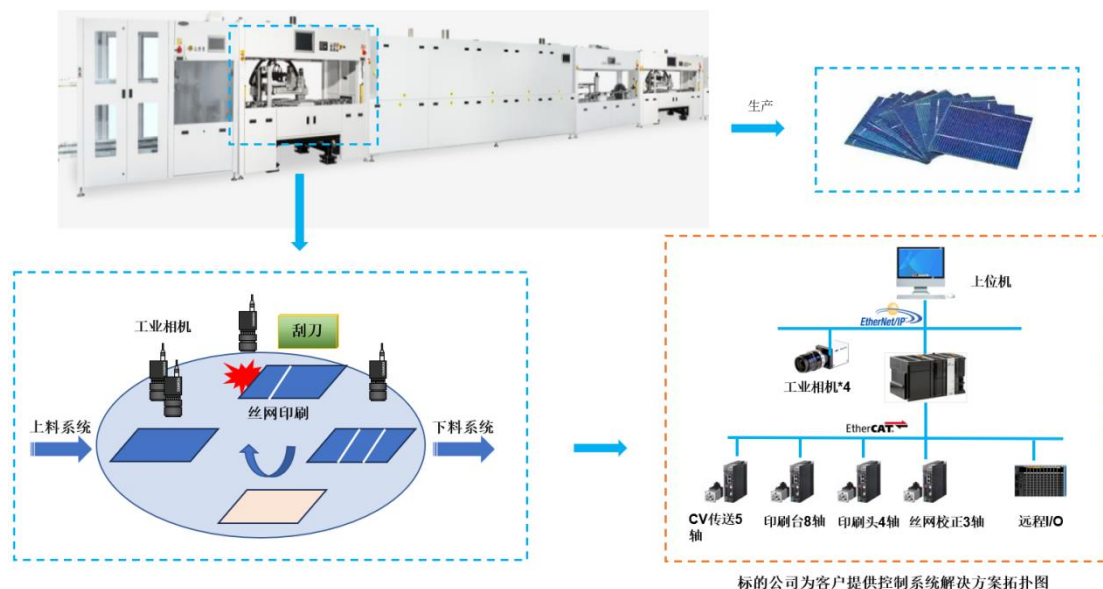 生产
工业相机
刮刀
丝网印刷
上料系统
下料系统
上位机
EtherNet/IP
工业相机*4
EtherCAT
CV传送5
轴
印刷台8轴
印刷头4轴
丝网校正3轴
远程I/O
标的公司为客户提供控制系统解决方案拓扑图